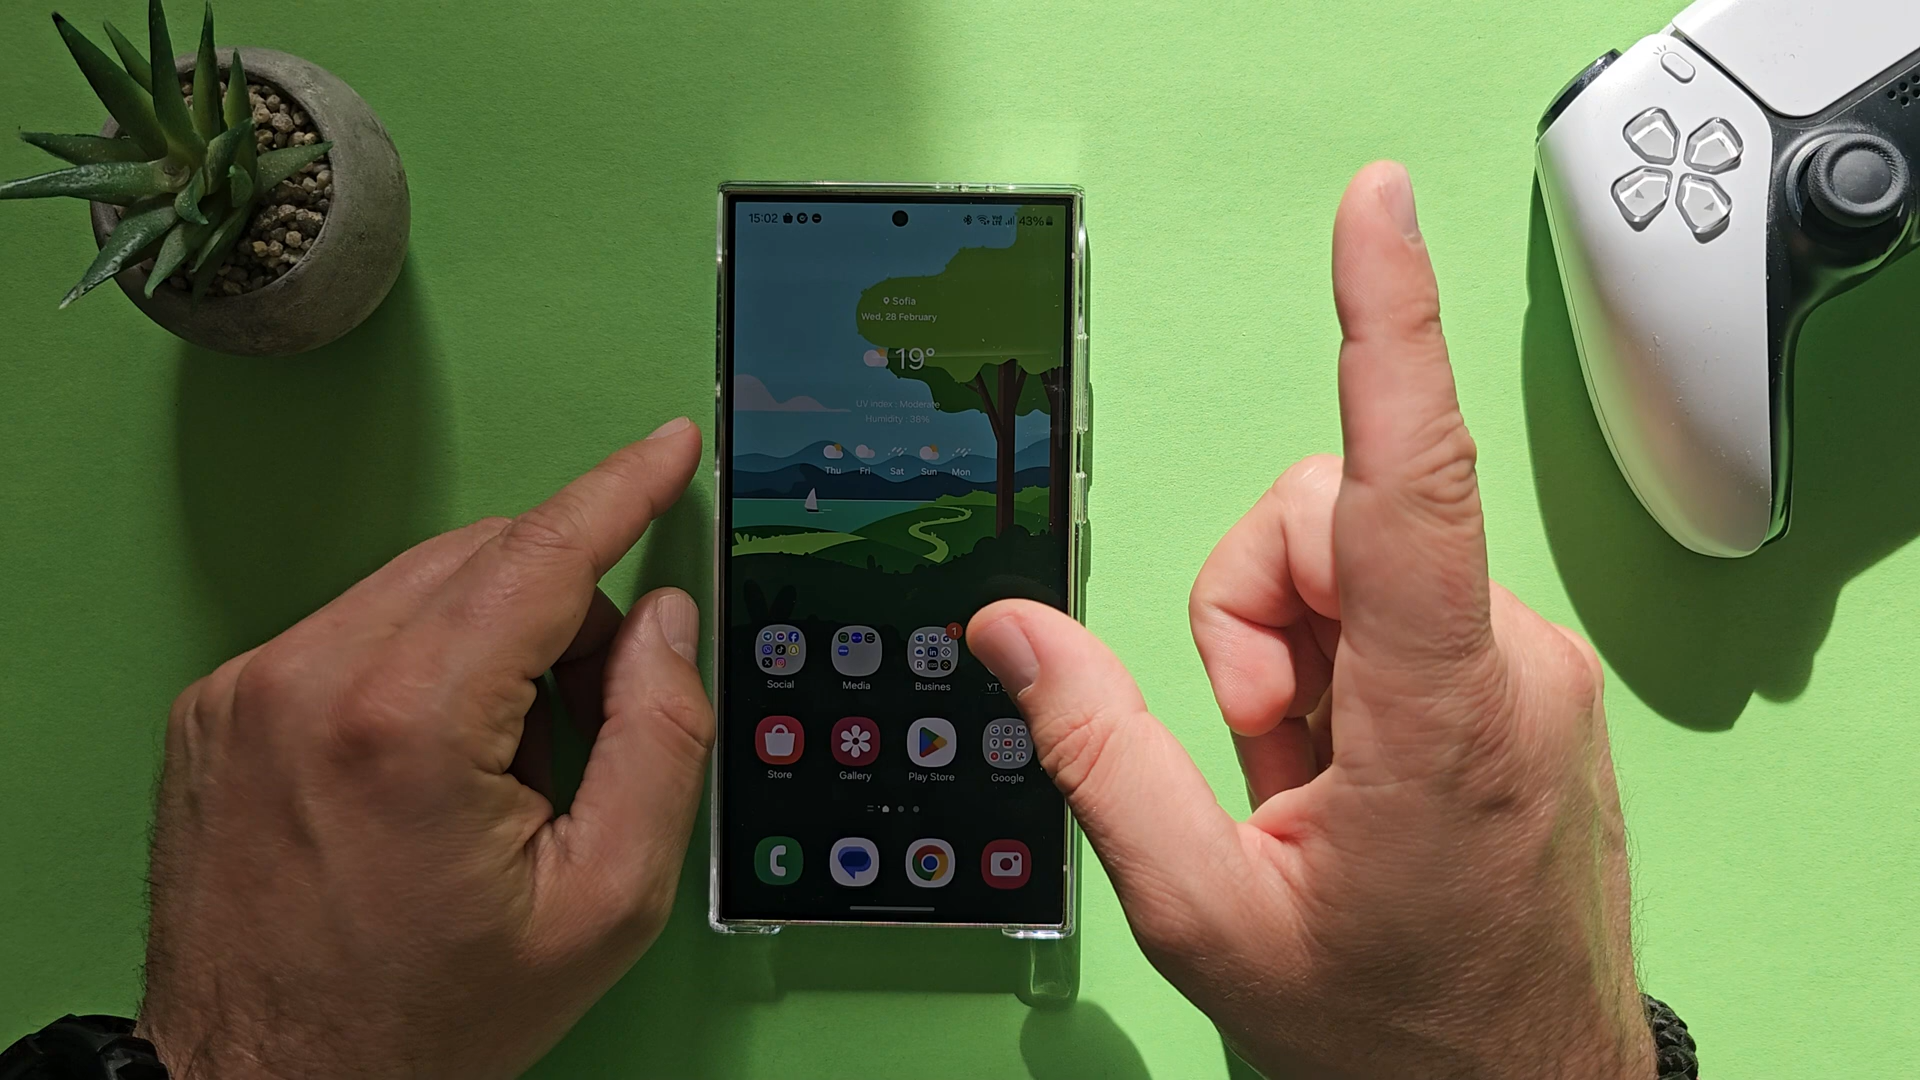 15:02
43%
Sofia
Wed, 28 February
19°
UV index : Moderate
Humidity : 38%
Thu Fri Sat Sun Mon
1
Social Media Busines YT
Store Gallery Play Store Google